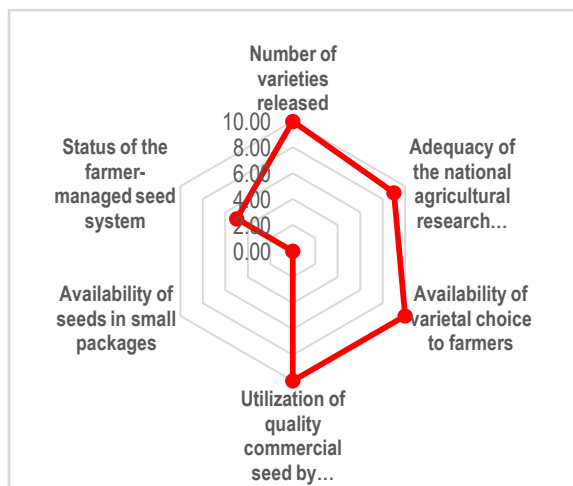 Number of
varieties
released
10.00
8.00
6.00
4.00
2.00
0.00
Adequacy of
the national
agricultural
research…
Availability of
varietal choice
to farmers
Utilization of
quality
commercial
seed by…
Availability of
seeds in small
packages
Status of the
farmer-
managed seed
system